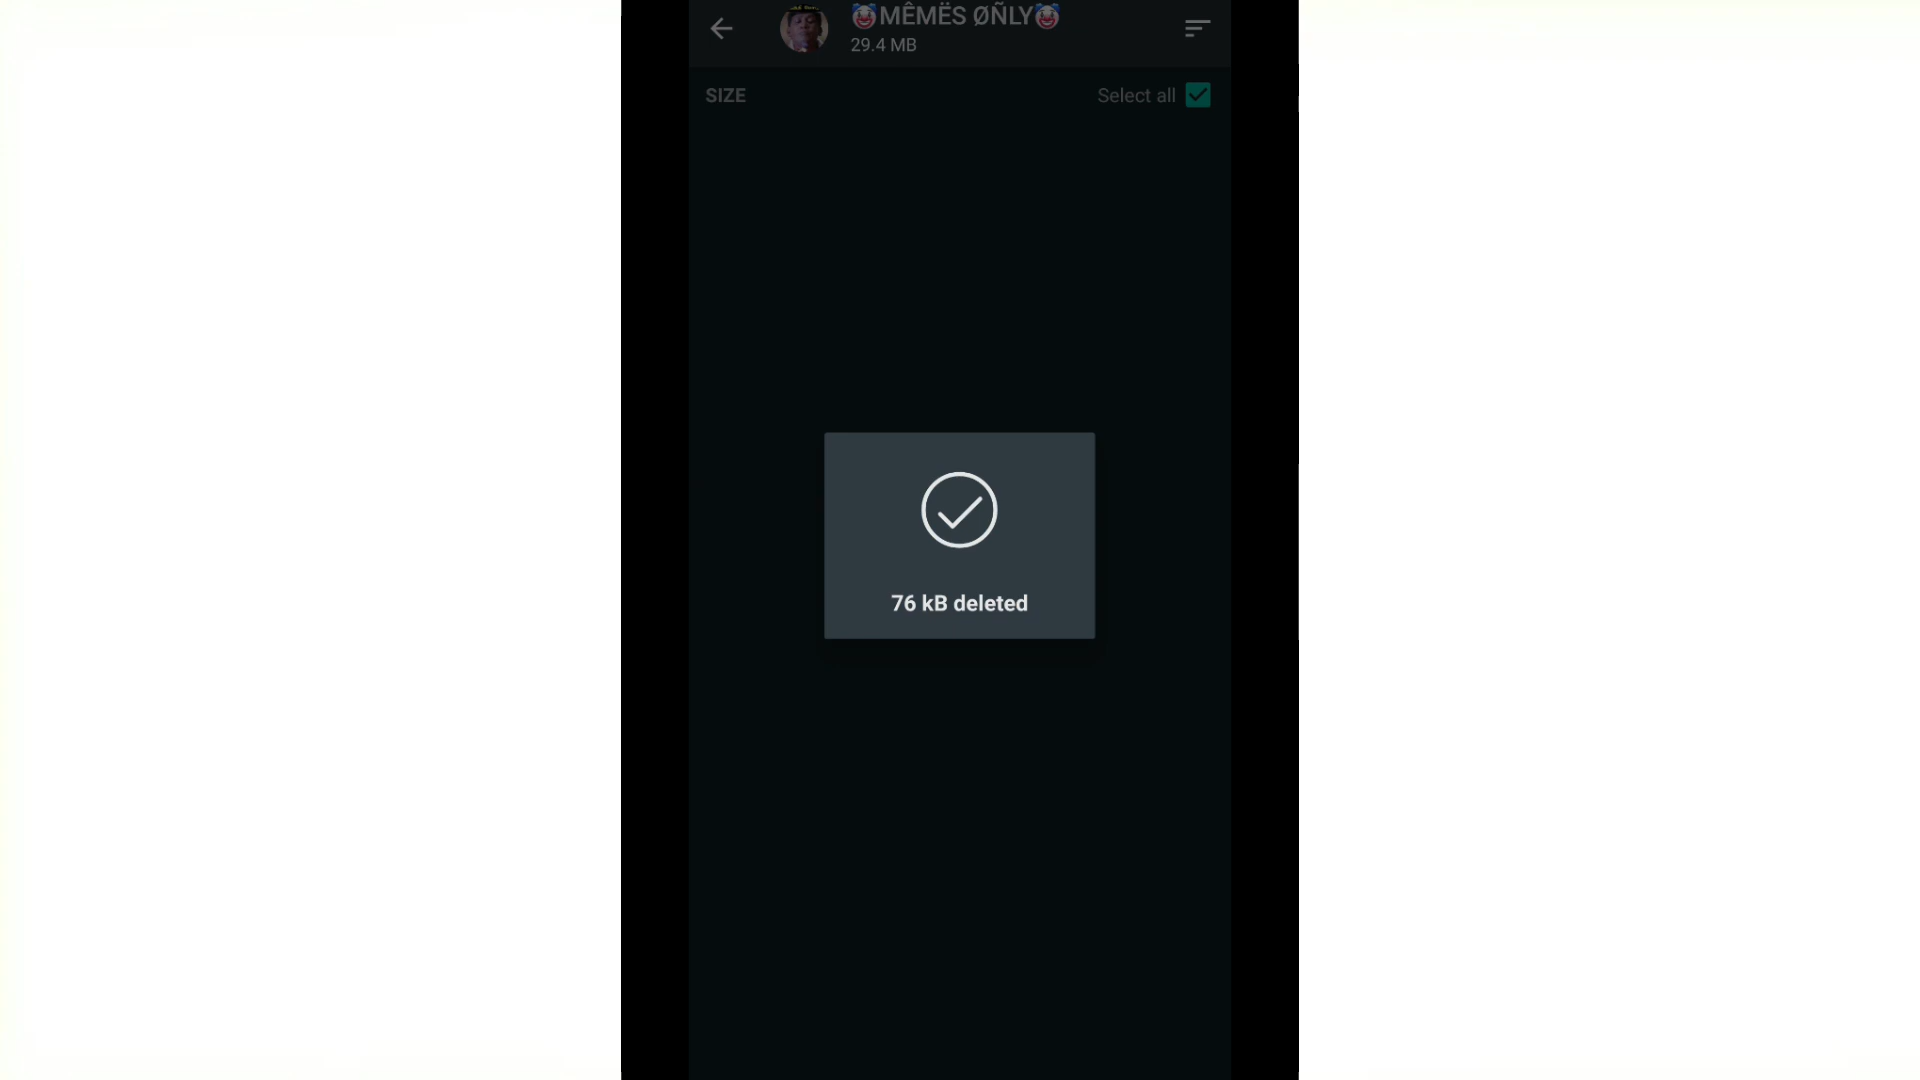 🤡MÊMËS ØÑLY🤡
29.4 MB
SIZE
Select all
76 kB deleted